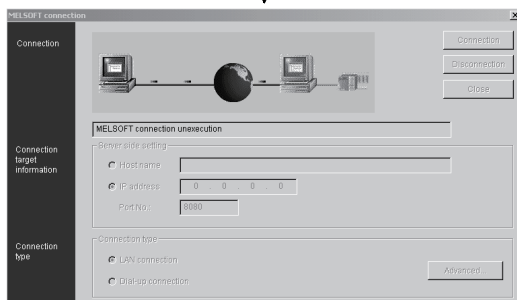 MELSOFT connection
Connection
Connection
Disconnection
Close
MELSOFT connection unexecution
Connection target information
Server side setting
Host name
IP address 0 . 0 . 0 . 0
Port No.: 8080
Connection type
Connection type
LAN connection
Dial-up connection
Advanced...